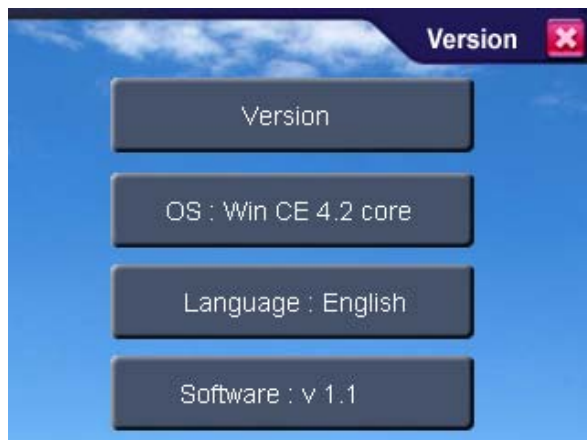 Version
Version
OS : Win CE 4.2 core
Language : English
Software : v 1.1